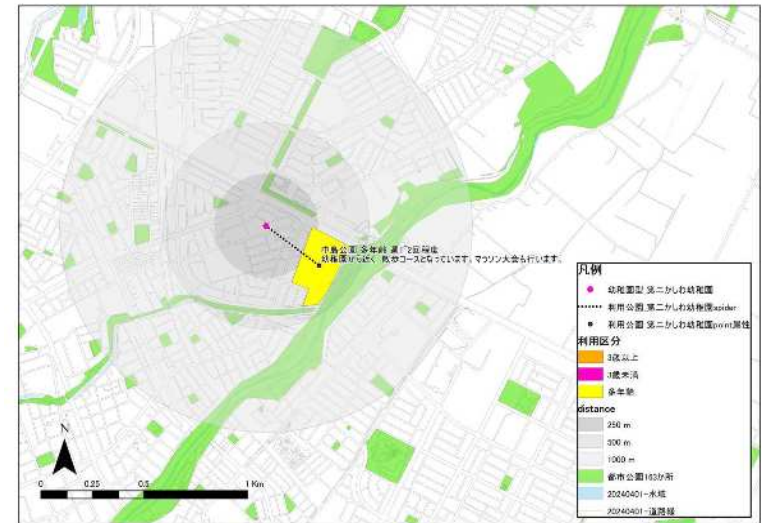 中島公園 多年齢 週1~2回程度
幼稚園から近く、散歩コースとなっています。マラソン大会も行います。
凡例
幼稚園型_第二かしわ幼稚園
利用公園_第二かしわ幼稚園spider
利用公園_第二かしわ幼稚園point属性
利用区分
3歳以上
3歳未満
多年齢
distance
250 m
500 m
1000 m
都市公園163か所
20240401-水域
20240401-道路縁
N
0 0.25 0.5 1 Km